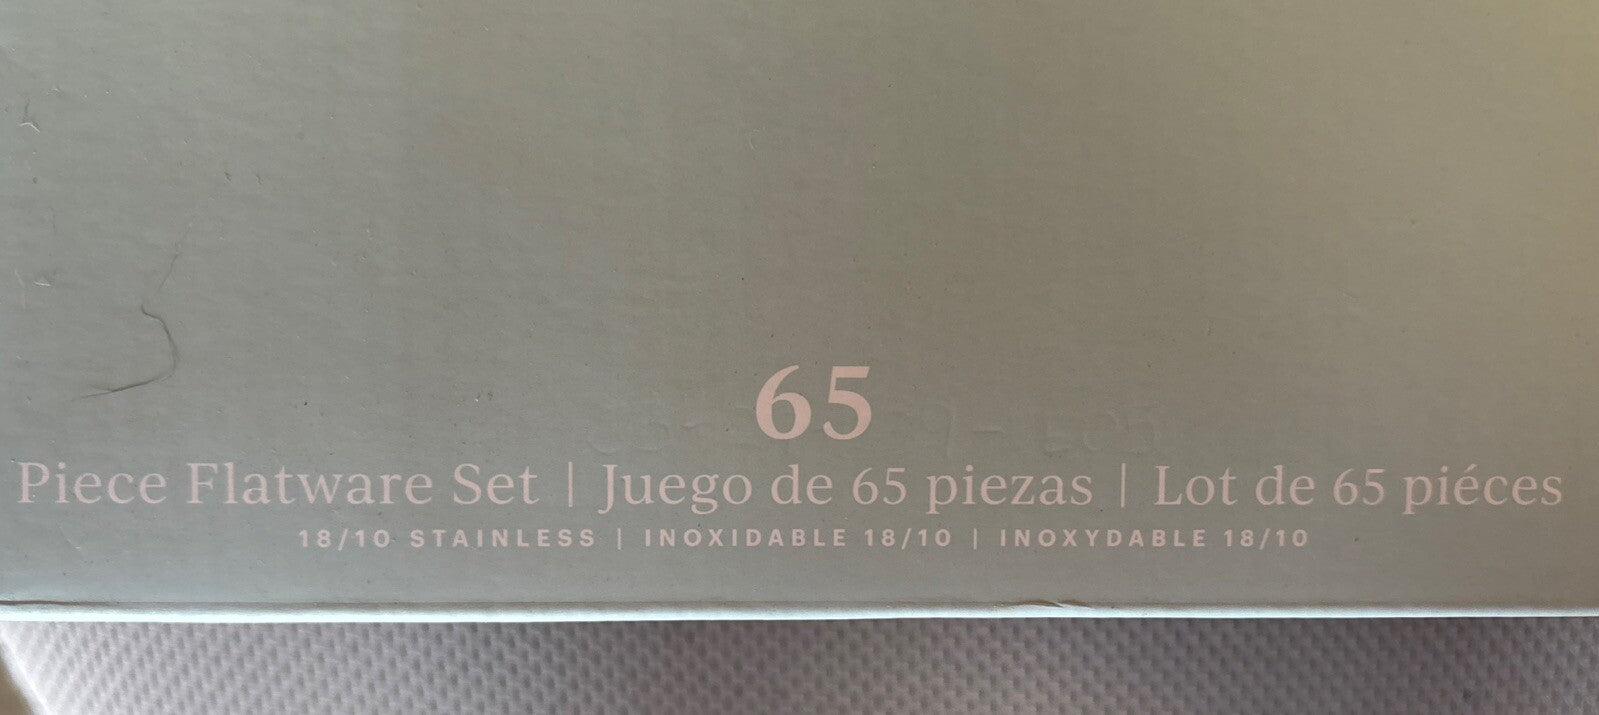 65
Piece Flatware Set | Juego de 65 piezas | Lot de 65 piéces
18/10 STAINLESS | INOXIDABLE 18/10 | INOXYDABLE 18/10